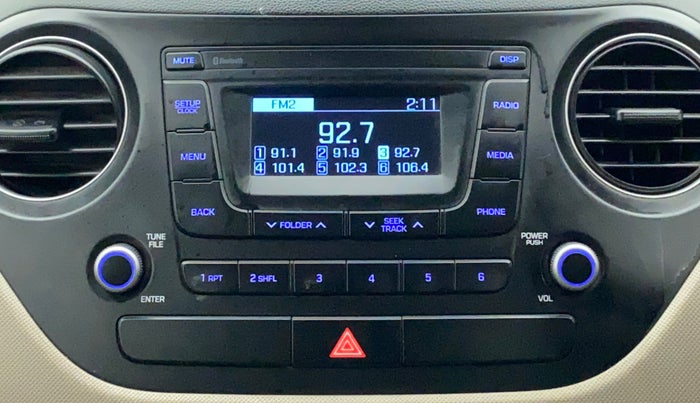 MUTE Bluetooth DISP
FM2 2:11
SETUP
CLOCK
RADIO
92.7
1 91.1 2 91.9 3 92.7
4 101.4 5 102.3 6 106.4
MENU
MEDIA
BACK
FOLDER
SEEK
TRACK
PHONE
TUNE
FILE
POWER
PUSH
1 RPT 2 SHFL 3 4 5 6
ENTER
VOL